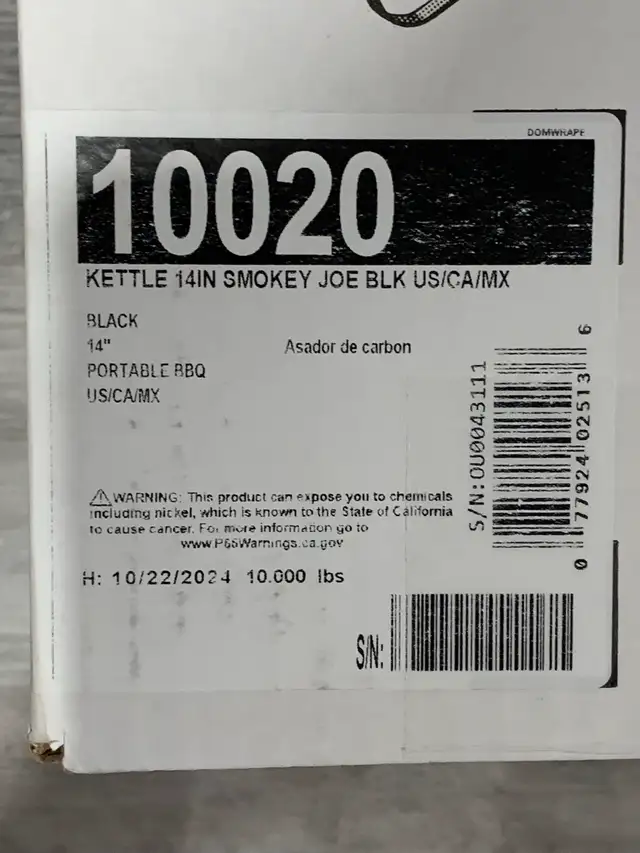 DOMWRAPE
10020
KETTLE 14IN SMOKEY JOE BLK US/CA/MX
BLACK
14"
Asador de carbon
PORTABLE BBQ
US/CA/MX
⚠WARNING: This product can expose you to chemicals
including nickel, which is known to the State of California
to cause cancer. For more information go to
www.P65Warnings.ca.gov
H: 10/22/2024 10.000 lbs
S/N:OU0043111
0 77924 02513 6
S/N: